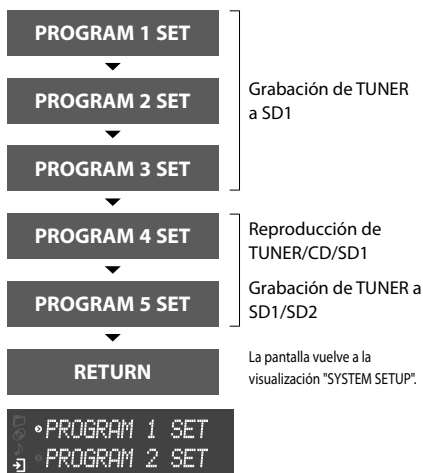 PROGRAM 1 SET
PROGRAM 2 SET
PROGRAM 3 SET
Grabación de TUNER
a SD1
PROGRAM 4 SET
PROGRAM 5 SET
Reproducción de
TUNER/CD/SD1
Grabación de TUNER a
SD1/SD2
RETURN
La pantalla vuelve a la
visualización "SYSTEM SETUP".
PROGRAM 1 SET
PROGRAM 2 SET